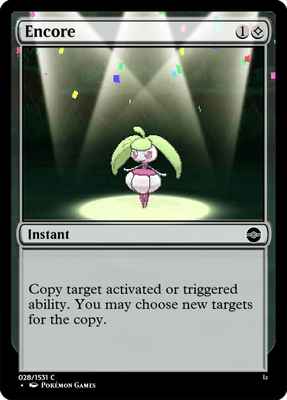 Encore 1
Instant
Copy target activated or triggered
ability. You may choose new targets
for the copy.
028/1531 C
Pokémon Games